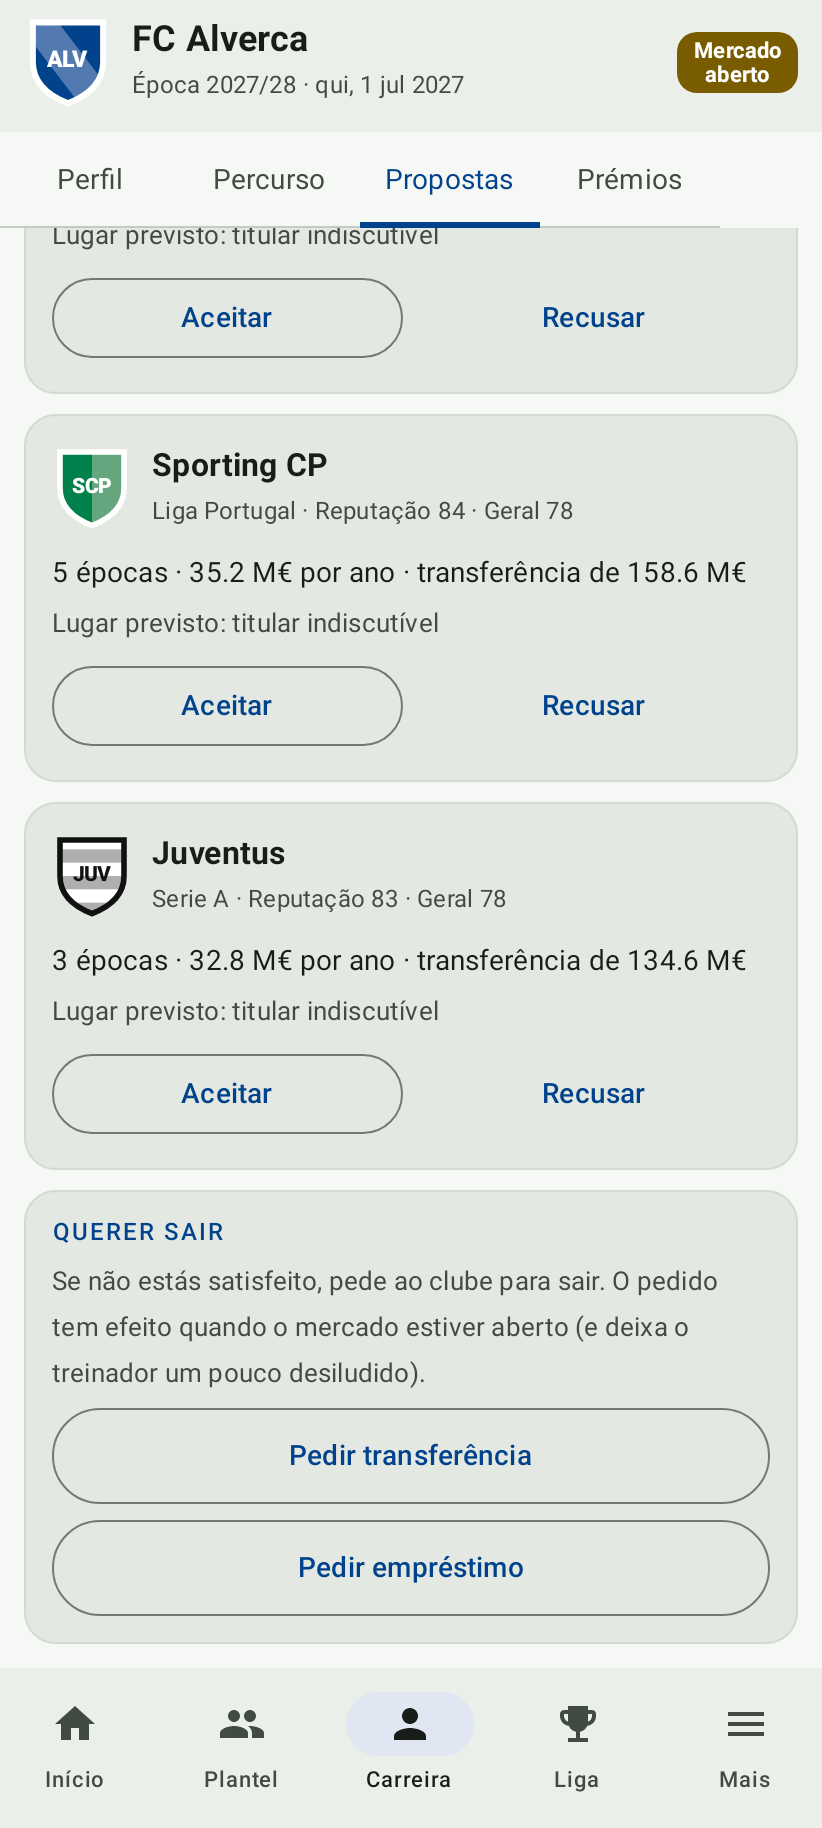 ALV
FC Alverca
Época 2027/28 · qui, 1 jul 2027
Mercado
aberto
Perfil
Percurso
Propostas
Prémios
Lugar previsto: titular indiscutível
Aceitar
Recusar
SCP
Sporting CP
Liga Portugal · Reputação 84 · Geral 78
5 épocas · 35.2 M€ por ano · transferência de 158.6 M€
Lugar previsto: titular indiscutível
Aceitar
Recusar
JUV
Juventus
Serie A · Reputação 83 · Geral 78
3 épocas · 32.8 M€ por ano · transferência de 134.6 M€
Lugar previsto: titular indiscutível
Aceitar
Recusar
QUERER SAIR
Se não estás satisfeito, pede ao clube para sair. O pedido
tem efeito quando o mercado estiver aberto (e deixa o
treinador um pouco desiludido).
Pedir transferência
Pedir empréstimo
Início
Plantel
Carreira
Liga
Mais